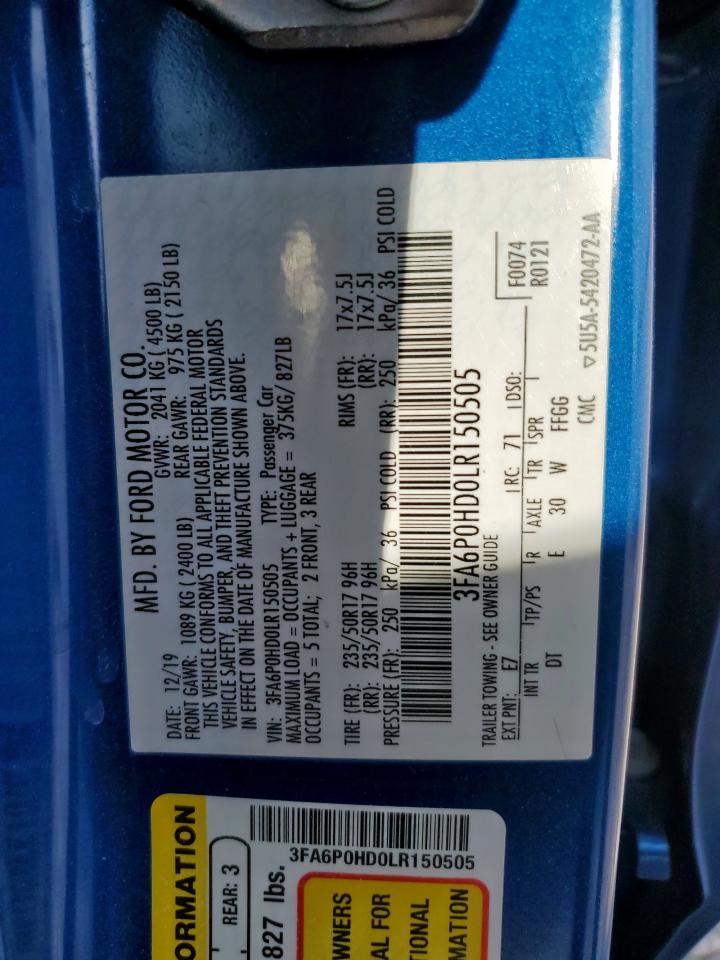 MFD. BY FORD MOTOR CO.
DATE: 12/19 GVWR: 2041 KG ( 4500 LB)
FRONT GAWR: 1089 KG ( 2400 LB) REAR GAWR: 975 KG ( 2150 LB)
THIS VEHICLE CONFORMS TO ALL APPLICABLE FEDERAL MOTOR
VEHICLE SAFETY, BUMPER, AND THEFT PREVENTION STANDARDS
IN EFFECT ON THE DATE OF MANUFACTURE SHOWN ABOVE.
VIN: 3FA6P0HD0LR150505 TYPE: Passenger Car
MAXIMUM LOAD = OCCUPANTS + LUGGAGE = 375KG/ 827LB
OCCUPANTS = 5 TOTAL; 2 FRONT, 3 REAR
TIRE (FR): 235/50R17 96H RIMS (FR): 17x7.5J
(RR): 235/50R17 96H (RR): 17x7.5J
PRESSURE (FR): 250 kPa/ 36 PSI COLD (RR): 250 kPa/ 36 PSI COLD
3FA6P0HD0LR150505
TRAILER TOWING - SEE OWNER GUIDE
EXT PNT: E7 RC: 71 DSO: F0074
R0121
INT TR TP/PS R AXLE TR SPR
DT E 30 W FFGG
CMC ▽5U5A-5420472-AA
3FA6P0HD0LR150505
ORMATION
REAR: 3
827 lbs.
WNERS
AL FOR
TIONAL
MATION